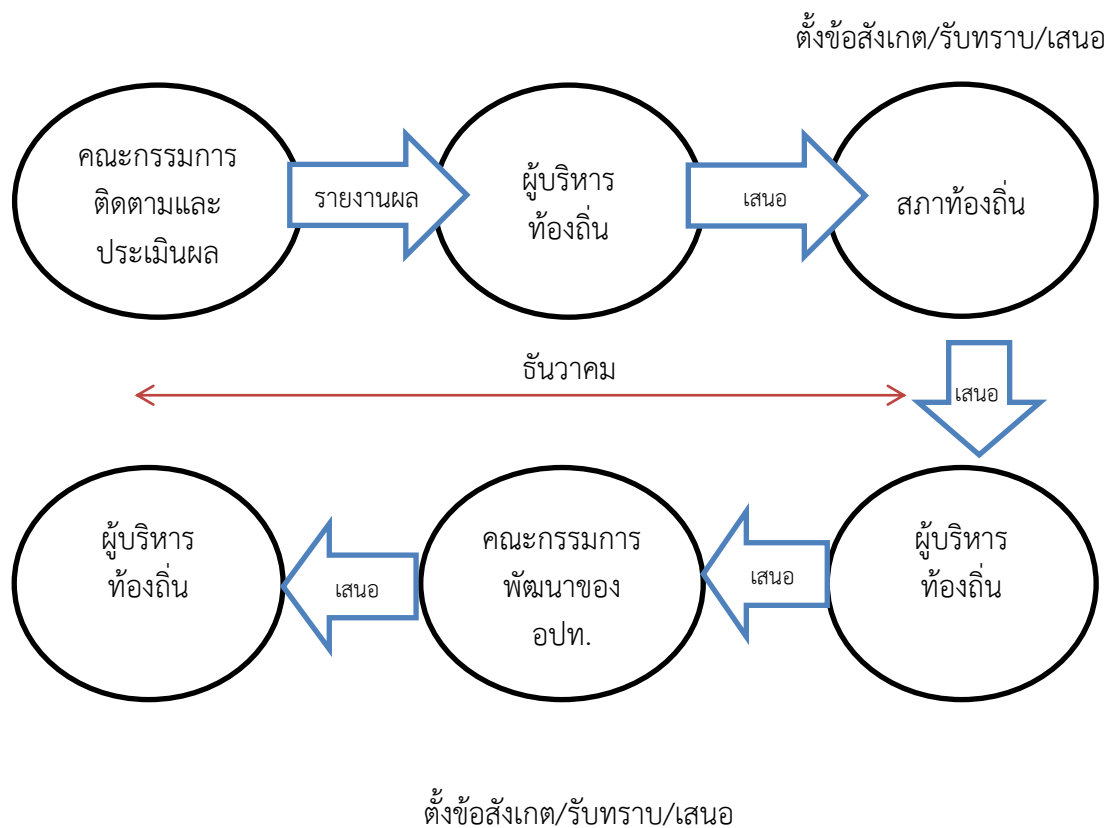 ตั้งข้อสังเกต/รับทราบ/เสนอ
คณะกรรมการ
ติดตามและ
ประเมินผล
รายงานผล
ผู้บริหาร
ท้องถิ่น
เสนอ
สภาท้องถิ่น
ธันวาคม
เสนอ
ผู้บริหาร
ท้องถิ่น
เสนอ
คณะกรรมการ
พัฒนาของ
อปท.
เสนอ
ผู้บริหาร
ท้องถิ่น
ตั้งข้อสังเกต/รับทราบ/เสนอ